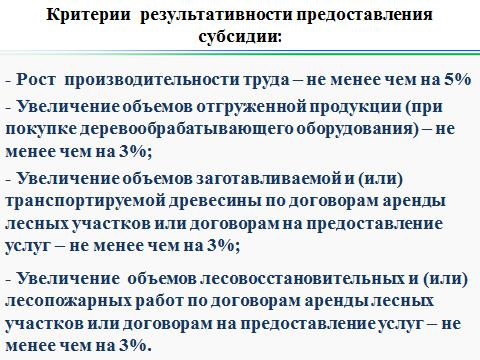 Критерии результативности предоставления
субсидии:
- Рост производительности труда – не менее чем на 5%
- Увеличение объемов отгруженной продукции (при
покупке деревообрабатывающего оборудования) – не
менее чем на 3%;
- Увеличение объемов заготавливаемой и (или)
транспортируемой древесины по договорам аренды
лесных участков или договорам на предоставление
услуг – не менее чем на 3%;
- Увеличение объемов лесовосстановительных и (или)
лесопожарных работ по договорам аренды лесных
участков или договорам на предоставление услуг – не
менее чем на 3%.